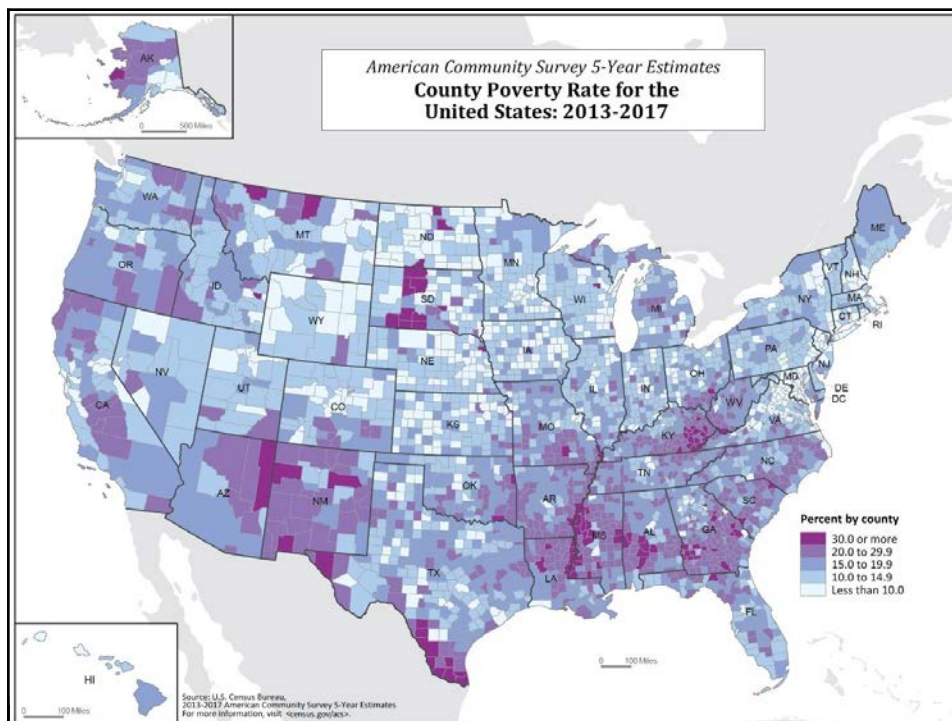 American Community Survey 5-Year Estimates
County Poverty Rate for the
United States: 2013-2017
AK
0 500 Miles
WA
MT
ND
MN
ME
OR
ID
SD
WI
MI
VT
NH
NY
MA
CT
RI
WY
NE
IA
PA
NJ
NV
UT
CO
IL
IN
OH
MD
DE
DC
CA
KS
MO
WV
VA
KY
AZ
NM
OK
AR
TN
NC
SC
TX
LA
MS
AL
GA
FL
Percent by county
30.0 or more
20.0 to 29.9
15.0 to 19.9
10.0 to 14.9
Less than 10.0
HI
0 100 Miles
0 100 Miles
Source: U.S. Census Bureau,
2013-2017 American Community Survey 5-Year Estimates
For more information, visit <census.gov/acs>.